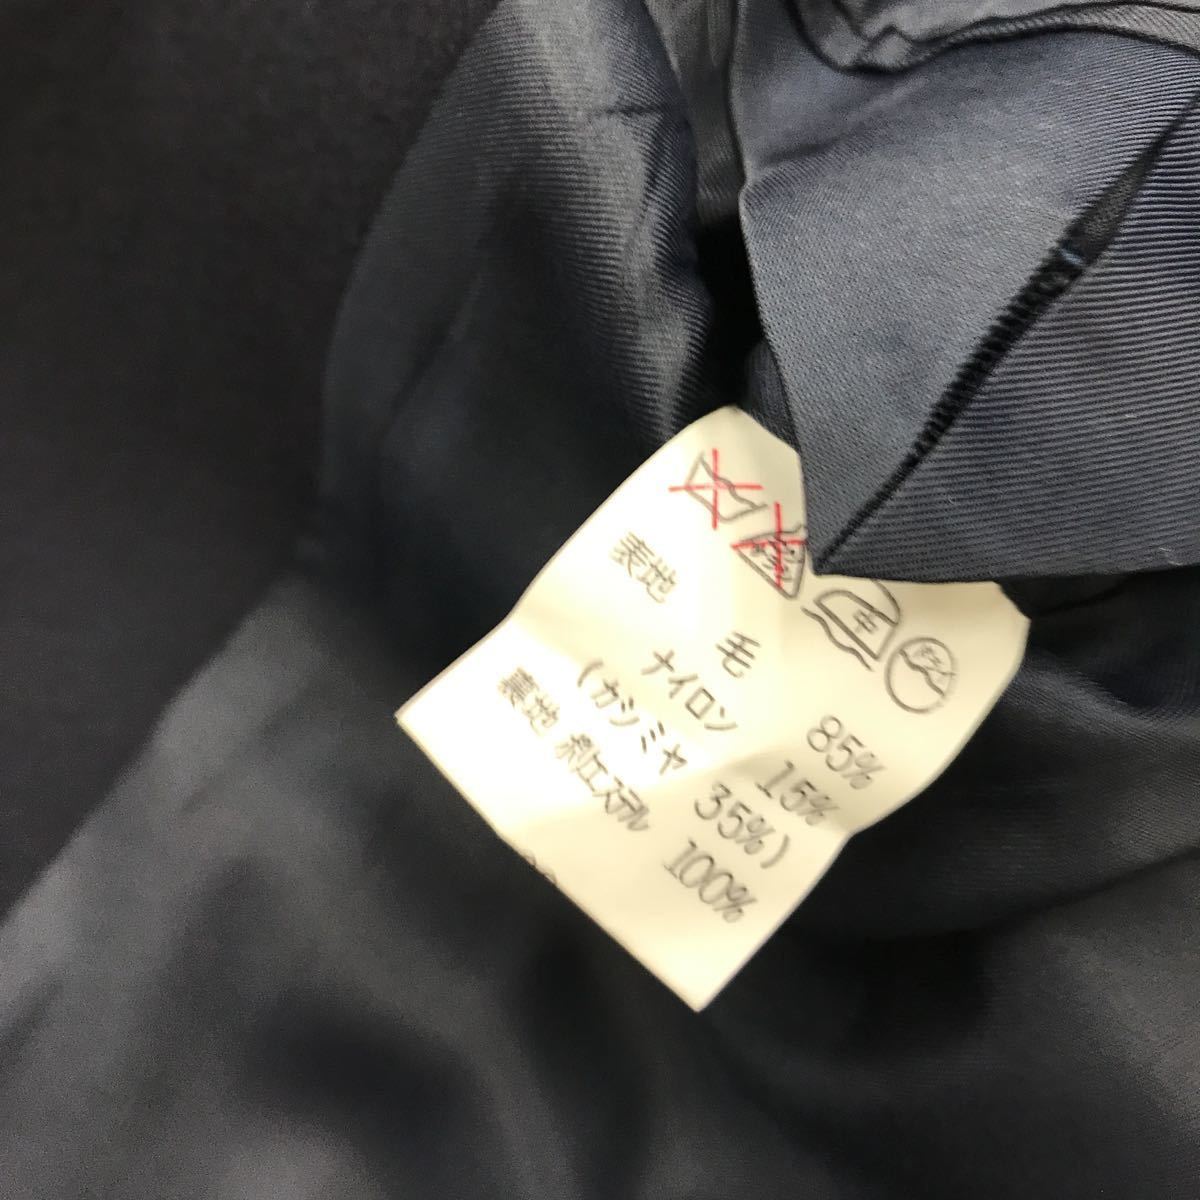 中
表地
毛 85%
ナイロン 15%
(カシミヤ 35%)
裏地 ポリエステル 100%